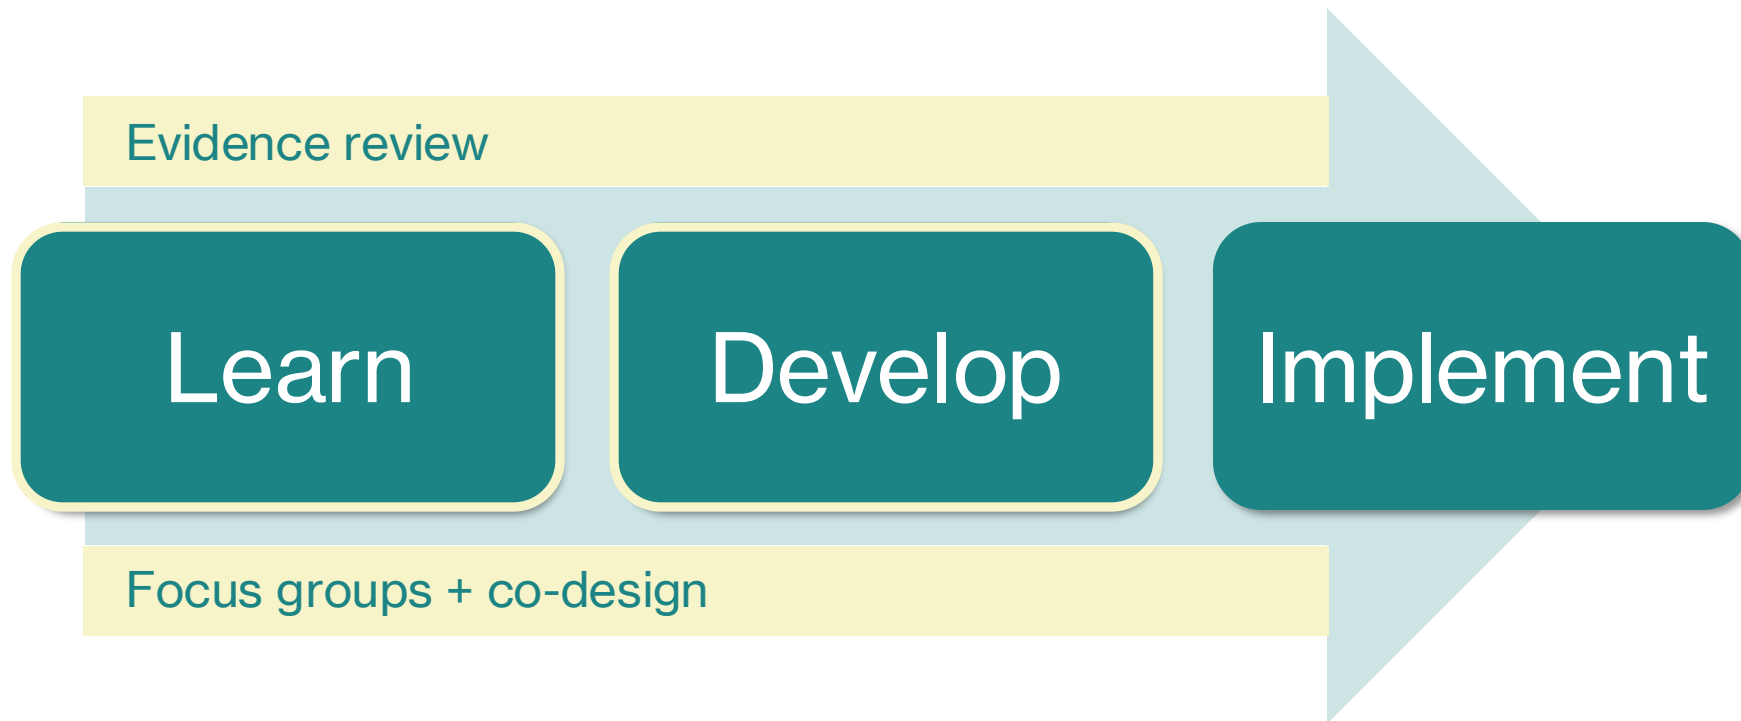 Evidence review
Learn
Develop
Implement
Focus groups + co-design